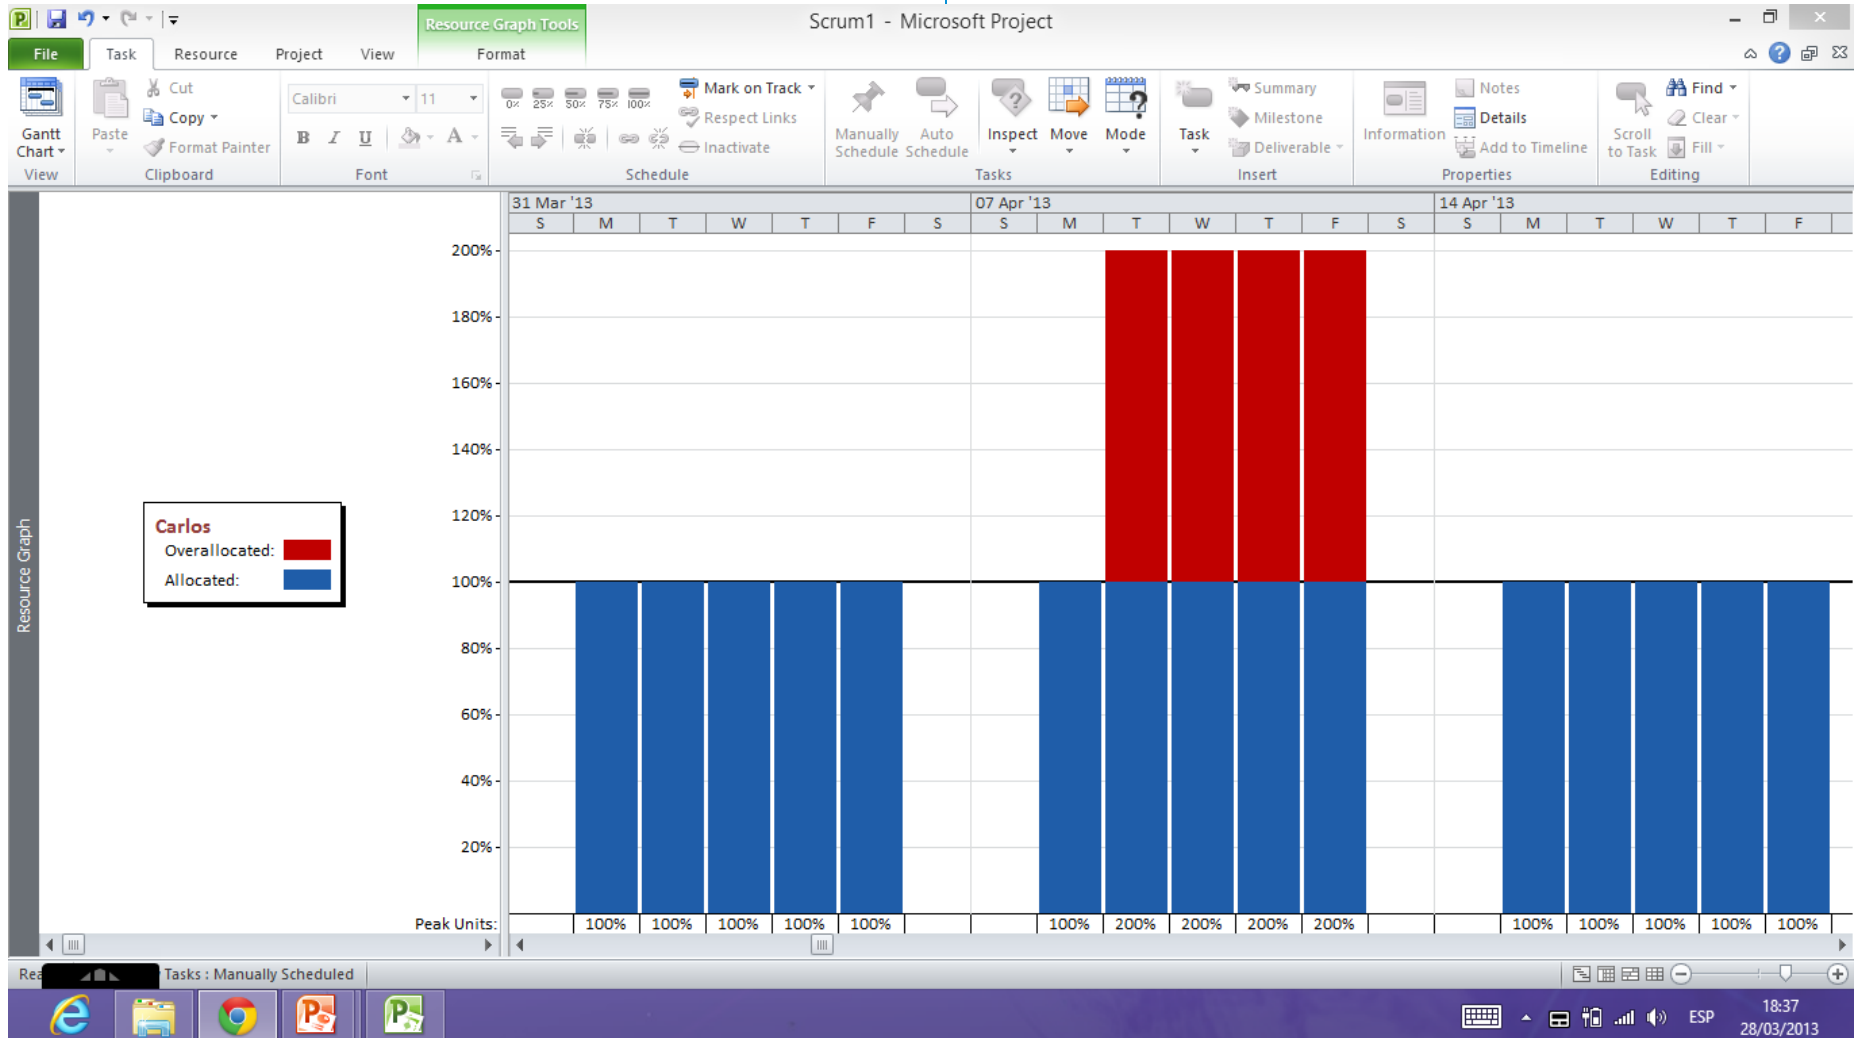 Resource Graph Tools
Scrum1 - Microsoft Project
File Task Resource Project View Format
Cut
Copy
Format Painter
Paste
Gantt Chart
Calibri 11
B I U A
0% 25% 50% 75% 100%
Mark on Track
Respect Links
Inactivate
Manually Schedule
Auto Schedule
Inspect
Move
Mode
Task
Summary
Milestone
Deliverable
Information
Notes
Details
Add to Timeline
Scroll to Task
Find
Clear
Fill
View Clipboard Font Schedule Tasks Insert Properties Editing
31 Mar '13 07 Apr '13 14 Apr '13
S M T W T F S S M T W T F S S M T W T F
200%
180%
160%
140%
120%
100%
80%
60%
40%
20%
Resource Graph
Carlos
Overallocated:
Allocated:
Peak Units: 100% 100% 100% 100% 100% 100% 200% 200% 200% 200% 100% 100% 100% 100% 100%
Tasks : Manually Scheduled
ESP
18:37
28/03/2013